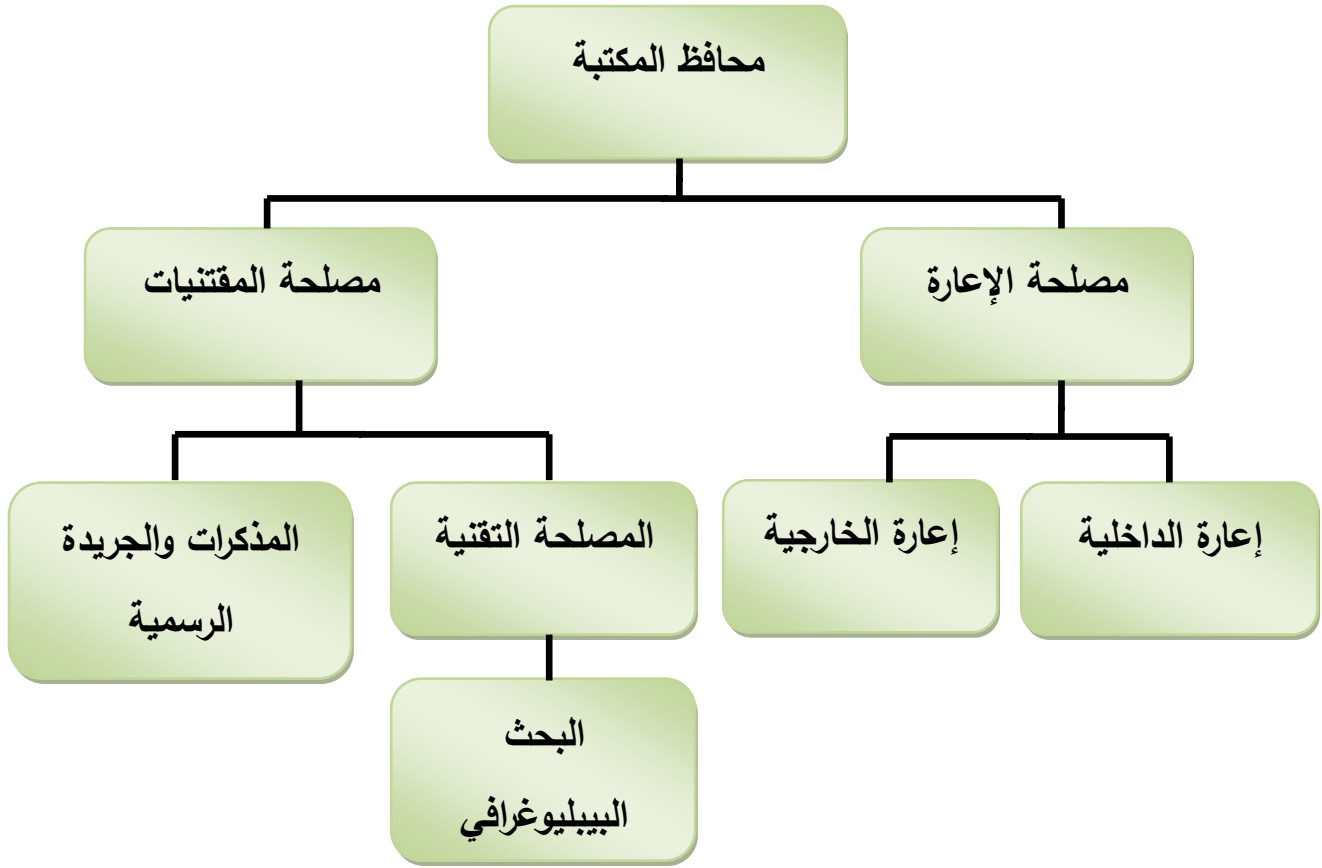 محافظ المكتبة
مصلحة الإعارة
مصلحة المقتنيات
إعارة الداخلية
إعارة الخارجية
المصلحة التقنية
المذكرات والجريدة
الرسمية
البحث
البيبليوغرافي